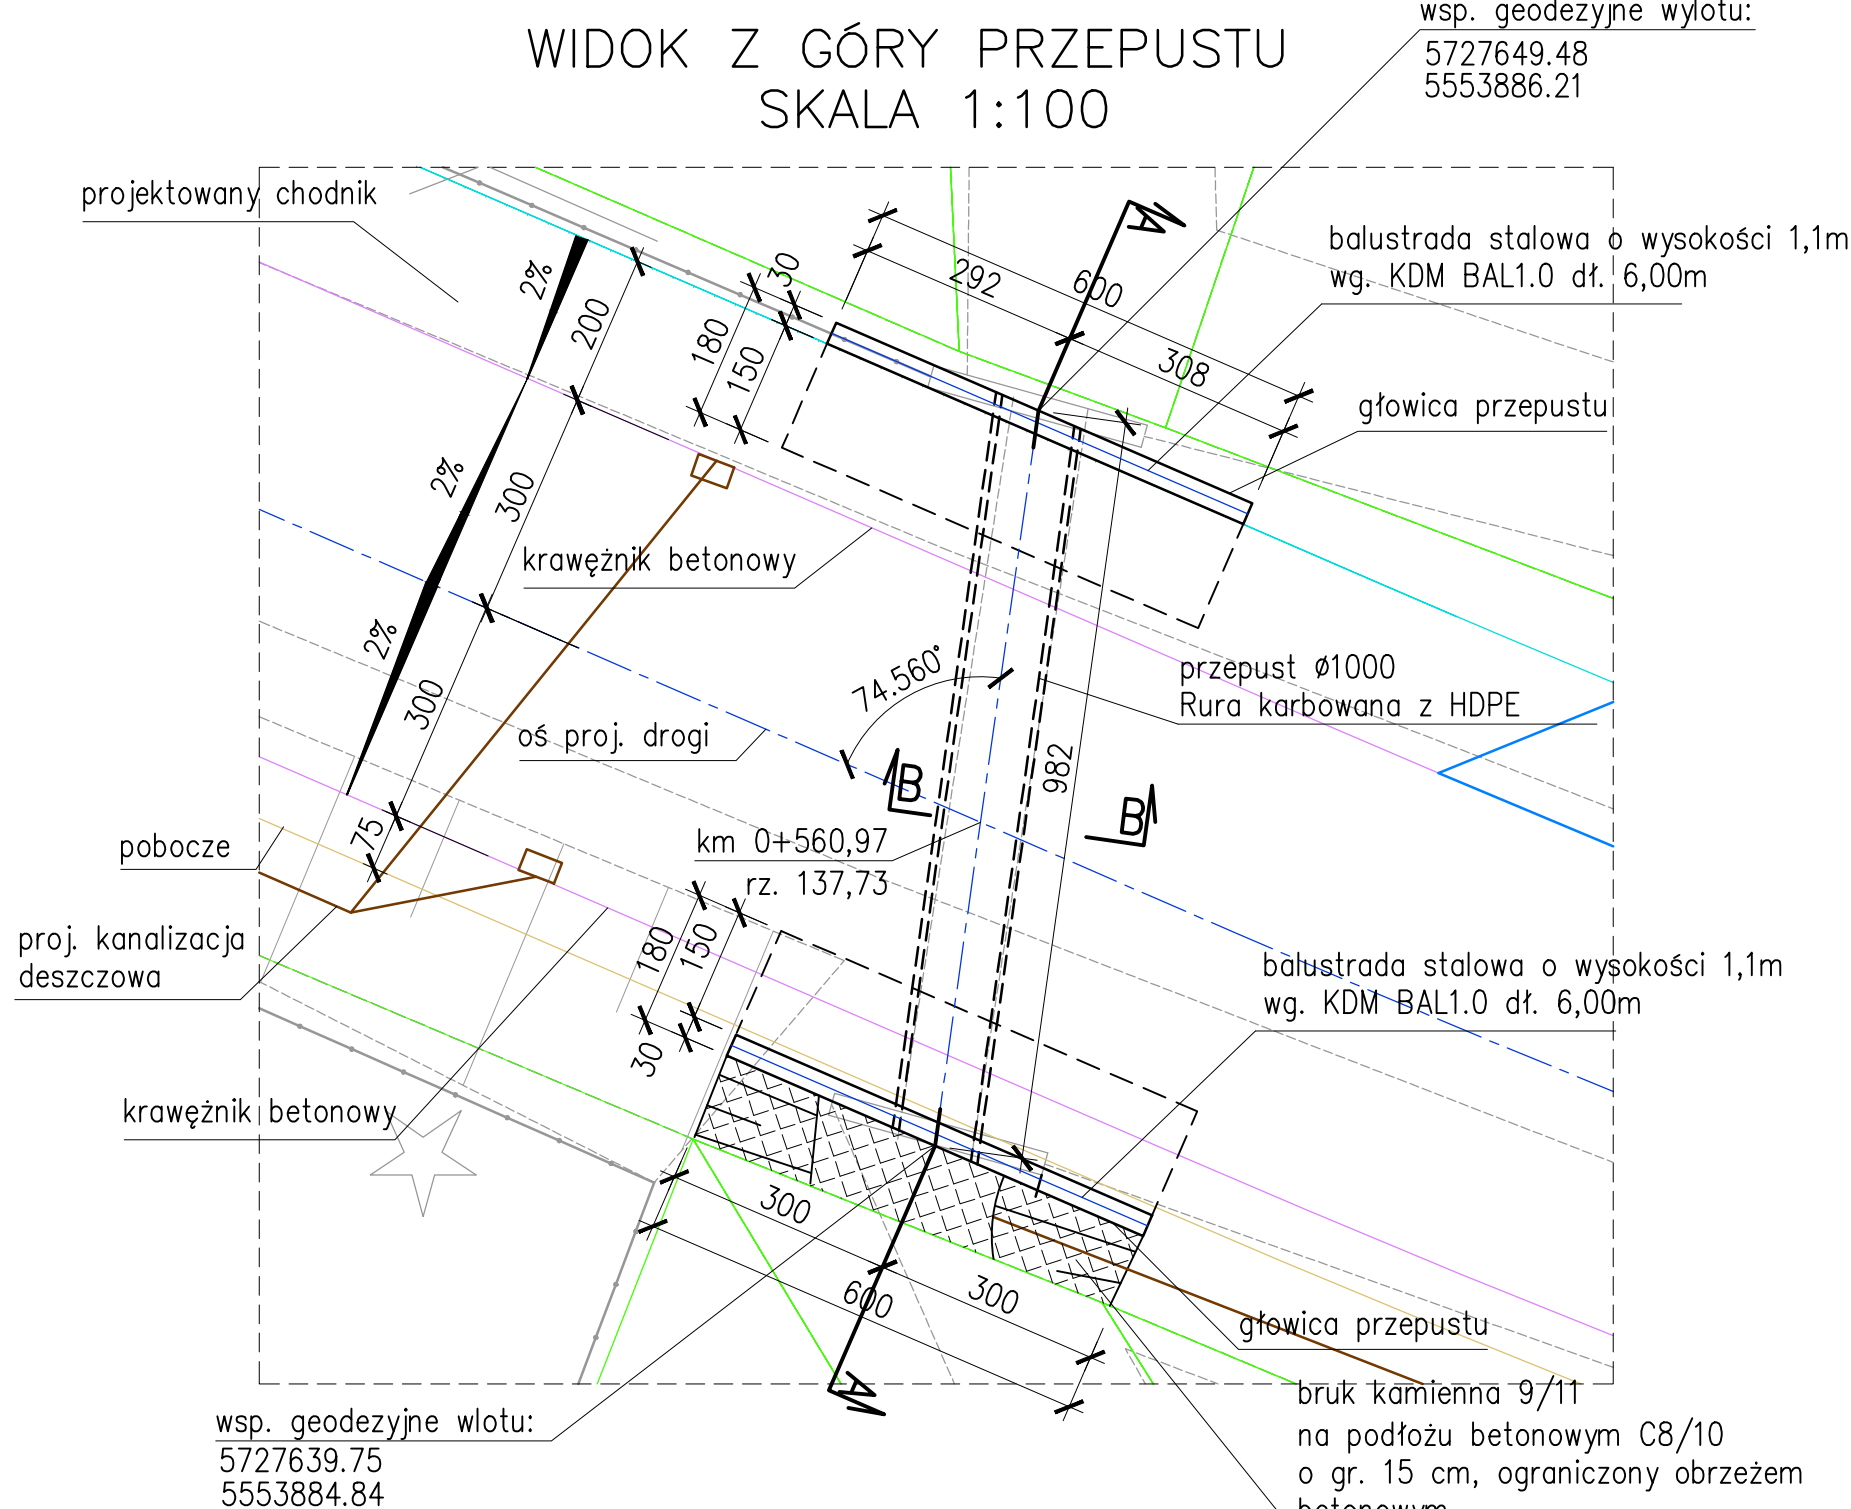 WIDOK Z GÓRY PRZEPUSTU
SKALA 1:100
wsp. geodezyjne wylotu:
5727649.48
5553886.21
projektowany chodnik
balustrada stalowa o wysokości 1,1m
wg. KDM BAL1.0 dł. 6,00m
A
30
292
600
2%
200
180
150
308
głowica przepustu
2%
300
krawężnik betonowy
2%
300
74.560°
przepust ø1000
Rura karbowana z HDPE
oś proj. drogi
982
B
B
75
pobocze
km 0+560,97
rz. 137,73
proj. kanalizacja
deszczowa
180
150
balustrada stalowa o wysokości 1,1m
wg. KDM BAL1.0 dł. 6,00m
30
krawężnik betonowy
300
300
600
głowica przepustu
A
bruk kamienna 9/11
na podłożu betonowym C8/10
o gr. 15 cm, ograniczony obrzeżem
betonowym
wsp. geodezyjne wlotu:
5727639.75
5553884.84